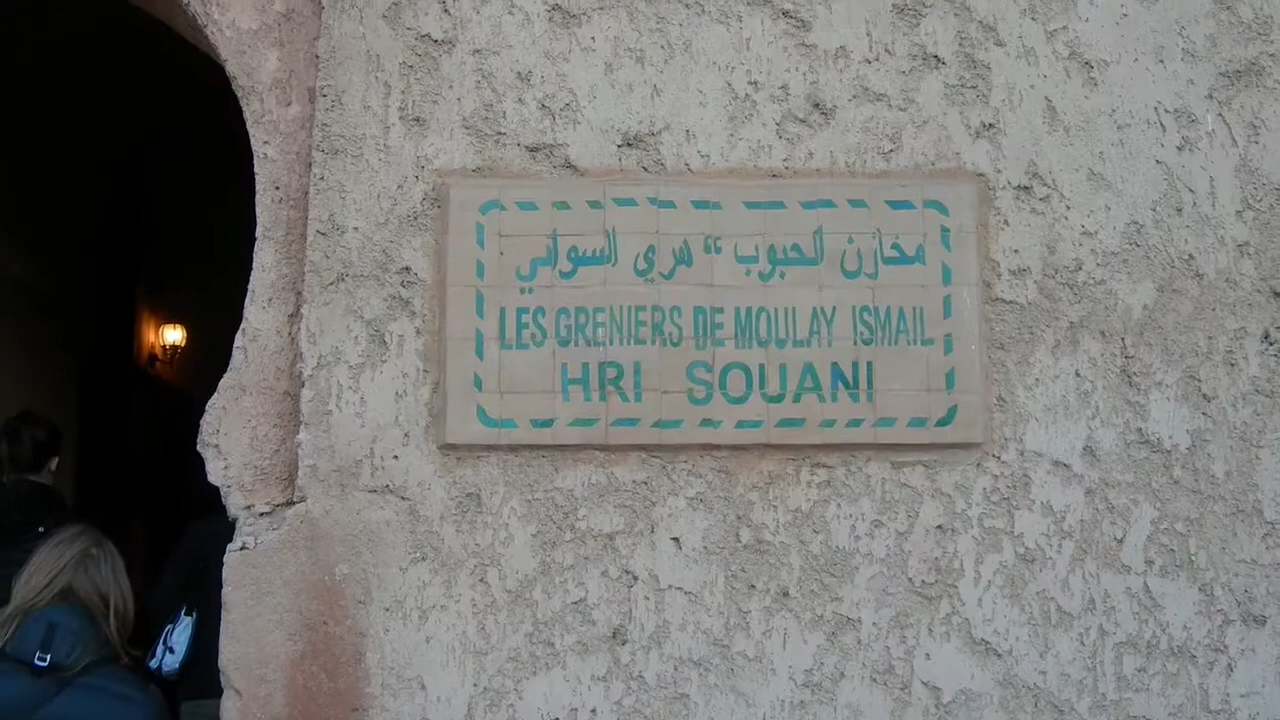 مخازن الحبوب “ هري السواني
LES GRENIERS DE MOULAY ISMAIL
HRI SOUANI